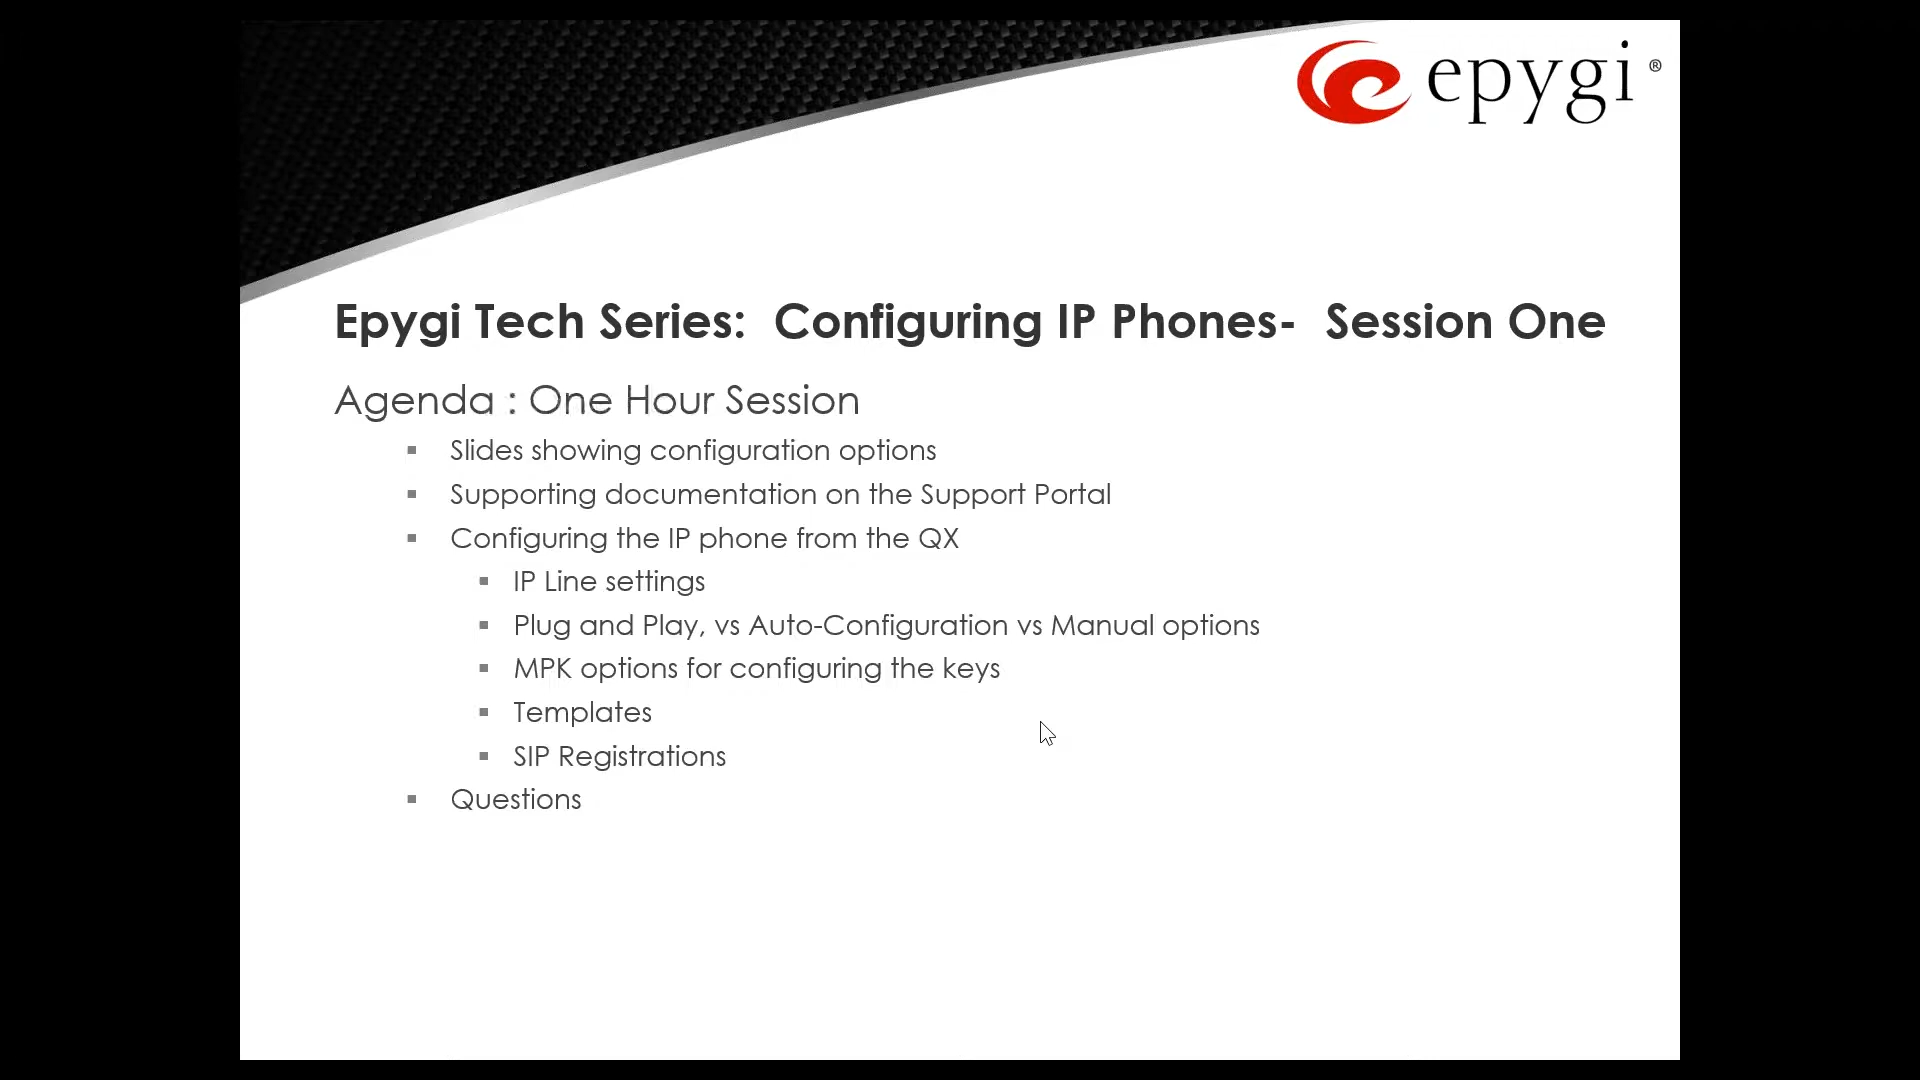 epygi®
Epygi Tech Series: Configuring IP Phones- Session One
Agenda : One Hour Session
Slides showing configuration options
Supporting documentation on the Support Portal
Configuring the IP phone from the QX
IP Line settings
Plug and Play, vs Auto-Configuration vs Manual options
MPK options for configuring the keys
Templates
SIP Registrations
Questions